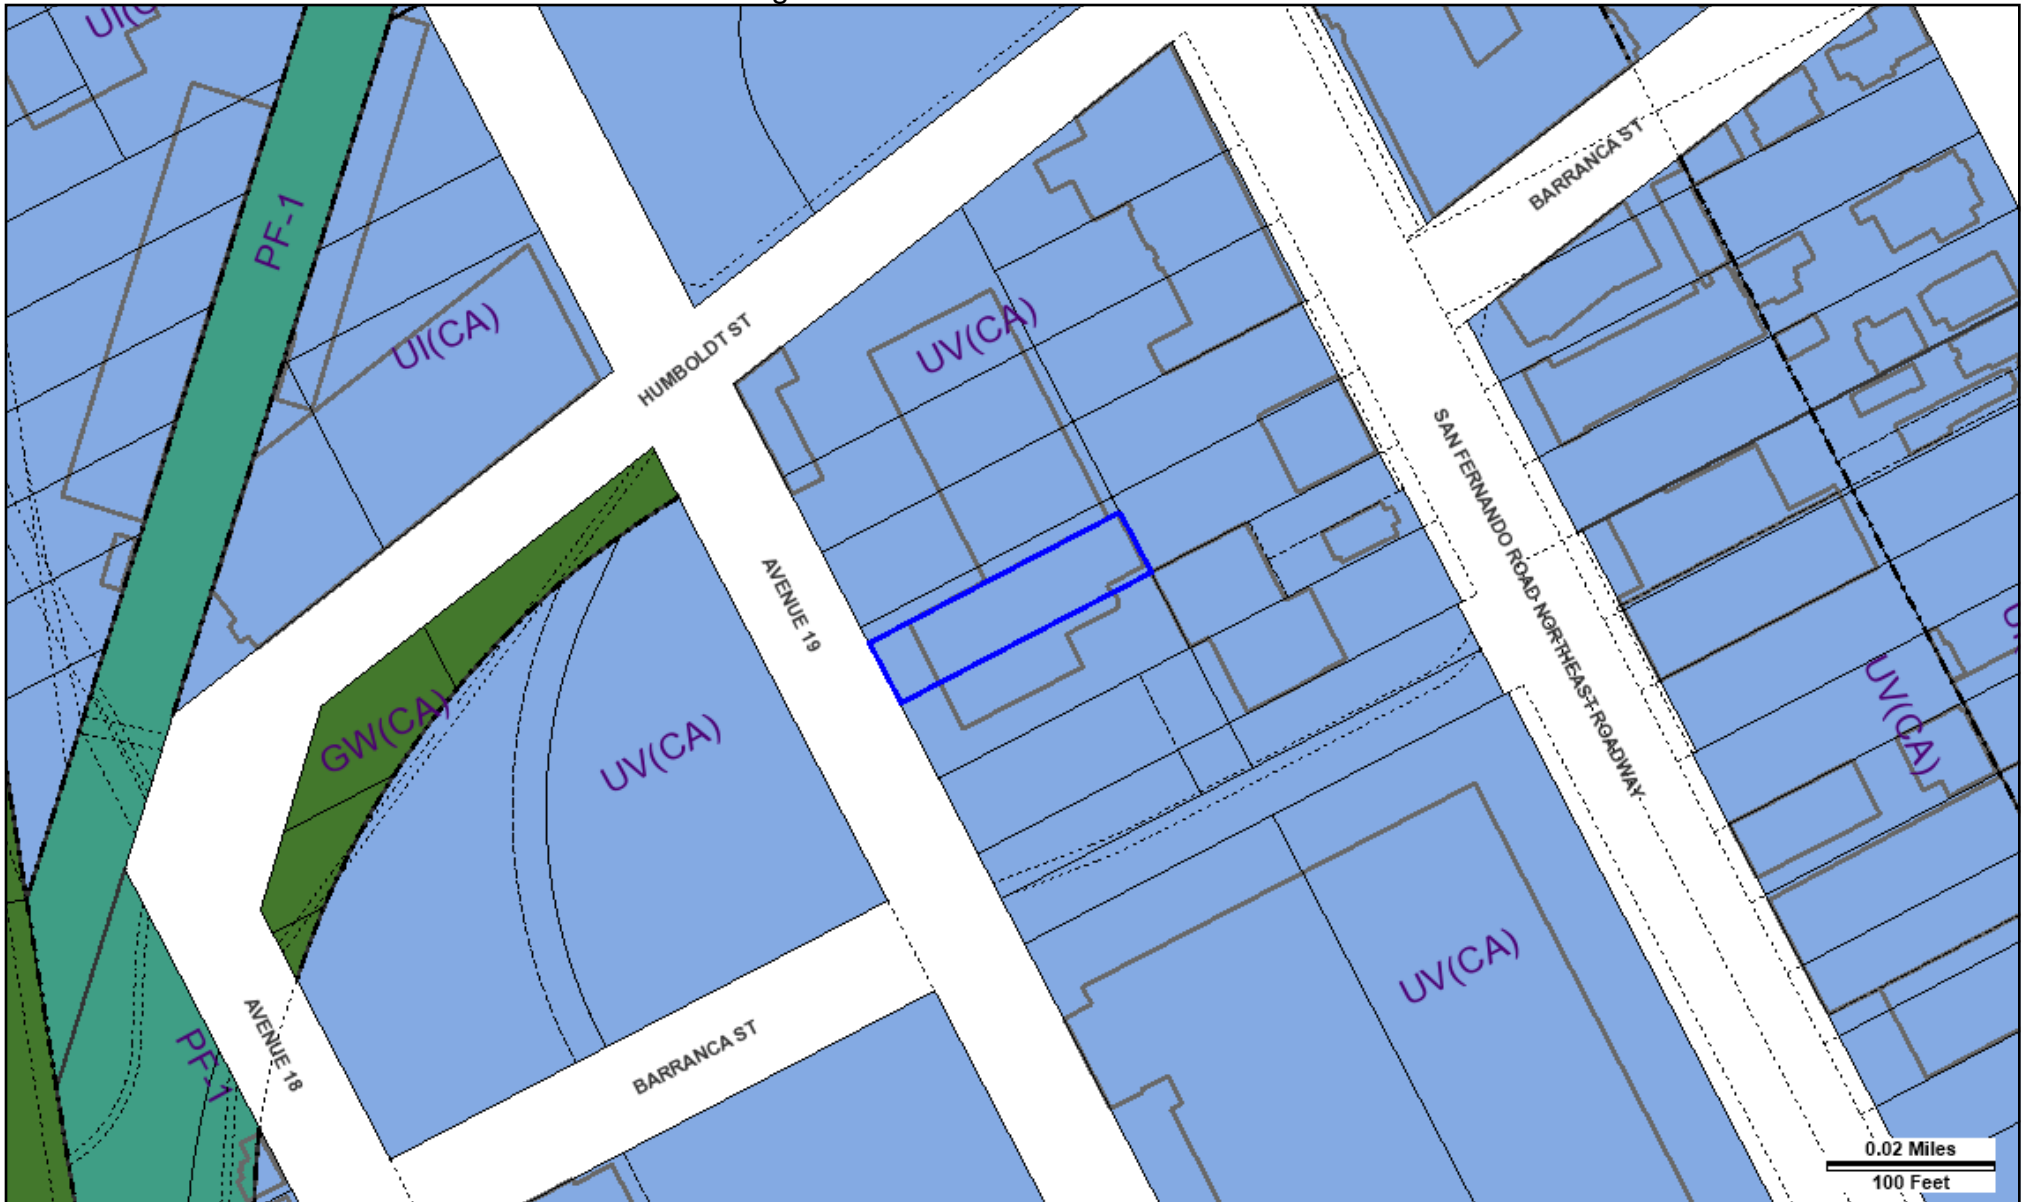 UI(C
PF-1
UI(CA)
HUMBOLDT ST
UV(CA)
BARRANCA ST
SAN FERNANDO ROAD NORTHEAST ROADWAY
AVENUE 19
GW(CA)
UV(CA)
UV(CA)
UV(CA)
AVENUE 18
PF-1
BARRANCA ST
0.02 Miles
100 Feet